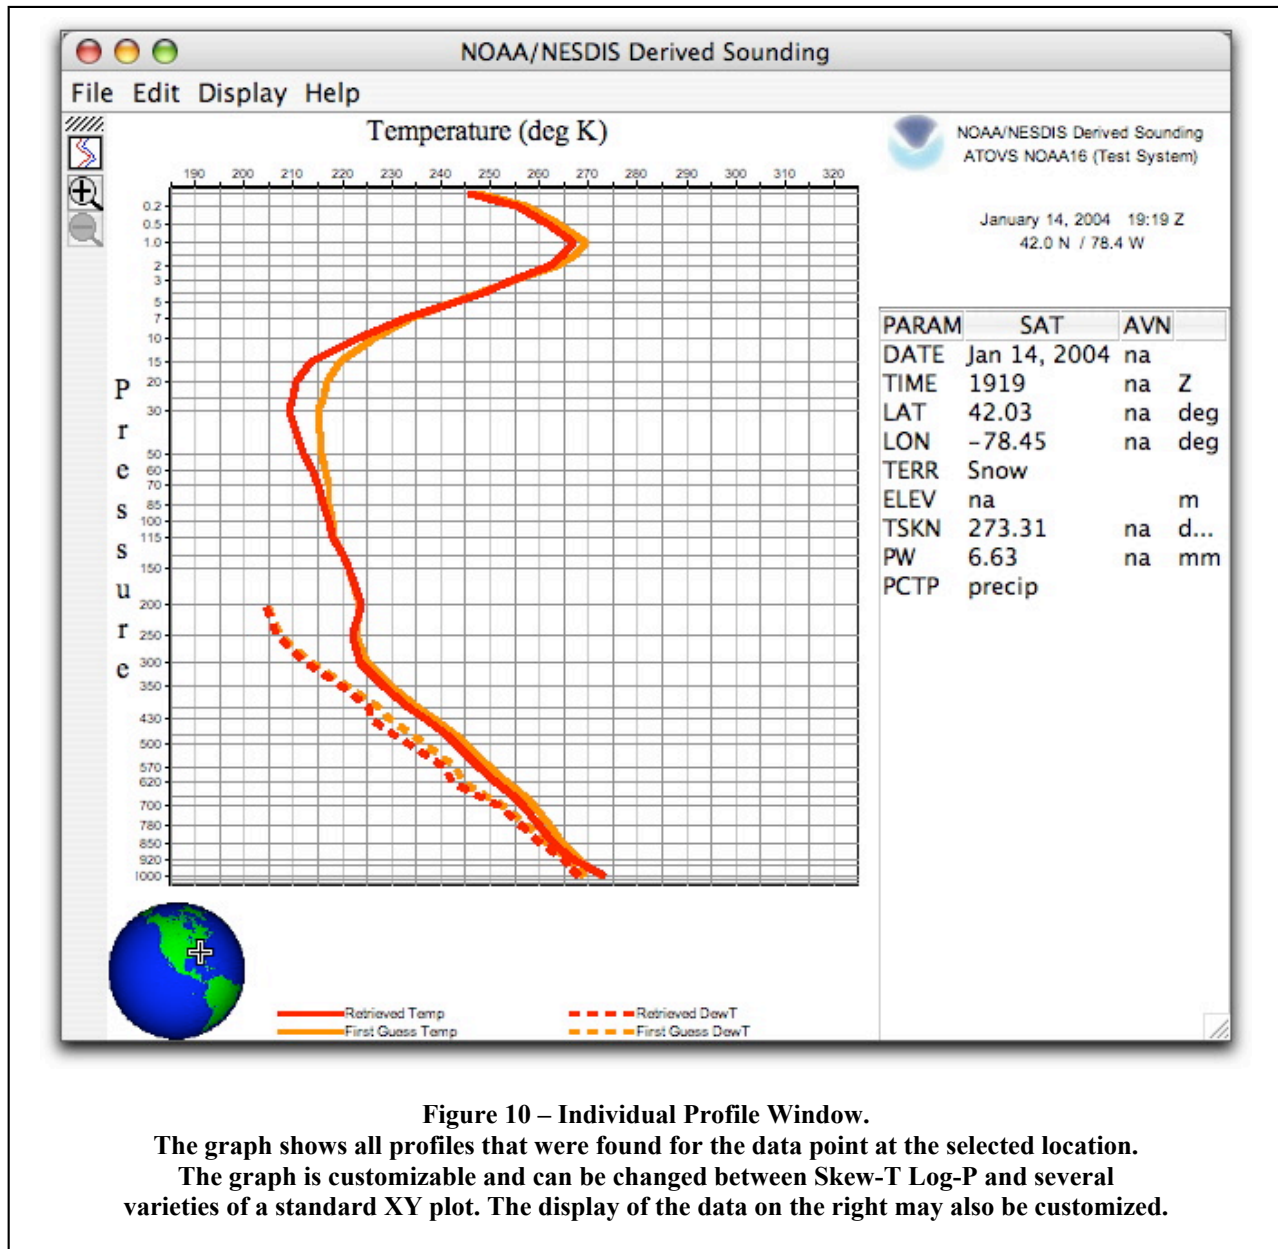 NOAA/NESDIS Derived Sounding
File Edit Display Help
Temperature (deg K)
190 200 210 220 230 240 250 260 270 280 290 300 310 320
Pressure
0.2
0.5
1.0
2
3
5
7
10
15
20
30
50
60
70
85
100
115
150
200
250
300
350
430
500
570
620
700
780
850
920
1000
Retrieved Temp
First Guess Temp
Retrieved DewT
First Guess DewT
NOAA/NESDIS Derived Sounding
ATOVS NOAA16 (Test System)
January 14, 2004 19:19 Z
42.0 N / 78.4 W
PARAM SAT AVN
DATE Jan 14, 2004 na
TIME 1919 na Z
LAT 42.03 na deg
LON -78.45 na deg
TERR Snow
ELEV na m
TSKN 273.31 na d...
PW 6.63 na mm
PCTP precip
Figure 10 – Individual Profile Window.
The graph shows all profiles that were found for the data point at the selected location.
The graph is customizable and can be changed between Skew-T Log-P and several
varieties of a standard XY plot. The display of the data on the right may also be customized.